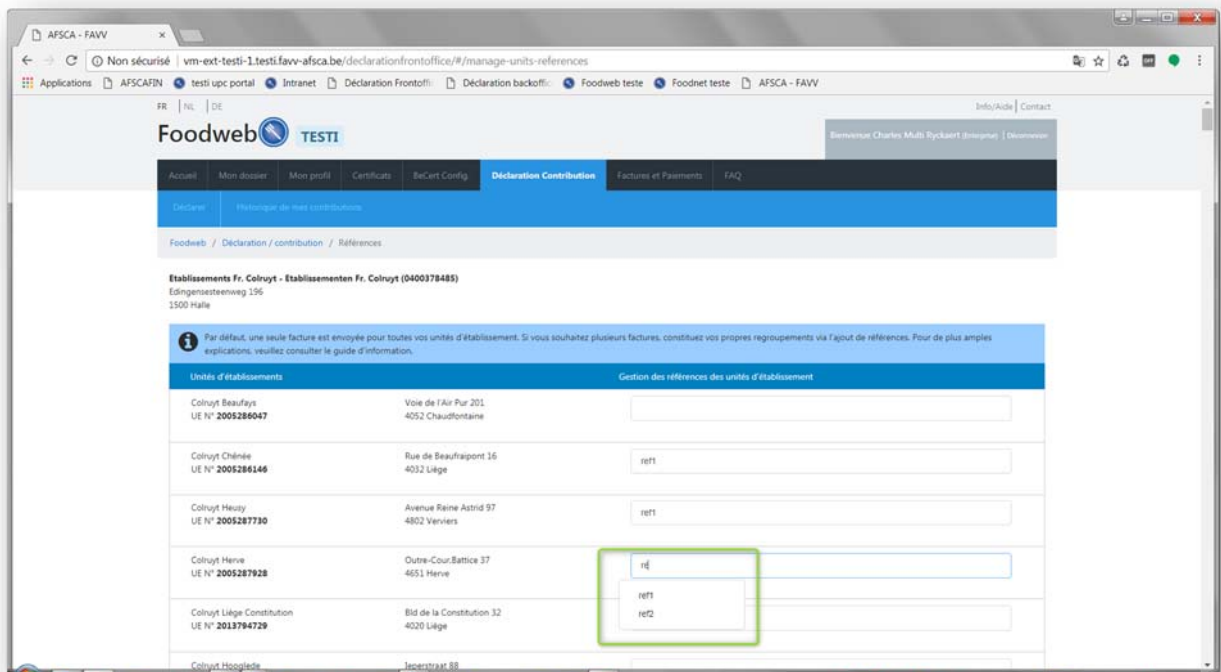 AFSCA - FAVV
Non sécurisé | vm-ext-testi-1.testi.favv-afsca.be/declarationfrontoffice/#/manage-units-references
Applications AFSCAFIN testi upc portal Intranet Déclaration Frontoffi Déclaration backoffic Foodweb teste Foodnet teste AFSCA - FAVV
FR | NL | DE Info/Aide | Contact
Foodweb TESTI
Bienvenue Charles Multi Ryckaert (Entreprise) | Déconnexion
Accueil Mon dossier Mon profil Certificats BeCert Config. Déclaration Contribution Factures et Paiements FAQ
Déclarer Historique de mes contributions
Foodweb / Déclaration / contribution / Références
Etablissements Fr. Colruyt - Etablissementen Fr. Colruyt (0400378485)
Edingensesteenweg 196
1500 Halle
Par défaut, une seule facture est envoyée pour toutes vos unités d'établissement. Si vous souhaitez plusieurs factures, constituez vos propres regroupements via l'ajout de références. Pour de plus amples
explications, veuillez consulter le guide d'information.
Unités d'établissements Gestion des références des unités d'établissement
Colruyt Beaufays Voie de l'Air Pur 201
UE N° 2005286047 4052 Chaudfontaine
Colruyt Chênée Rue de Beaufraipont 16
UE N° 2005286146 4032 Liège
ref1
Colruyt Heusy Avenue Reine Astrid 97
UE N° 2005287730 4802 Verviers
ref1
Colruyt Herve Outre-Cour,Battice 37
UE N° 2005287928 4651 Herve
re
ref1
ref2
Colruyt Liège Constitution Bld de la Constitution 32
UE N° 2013794729 4020 Liège
Colruyt Hooglede Ieperstraat 88